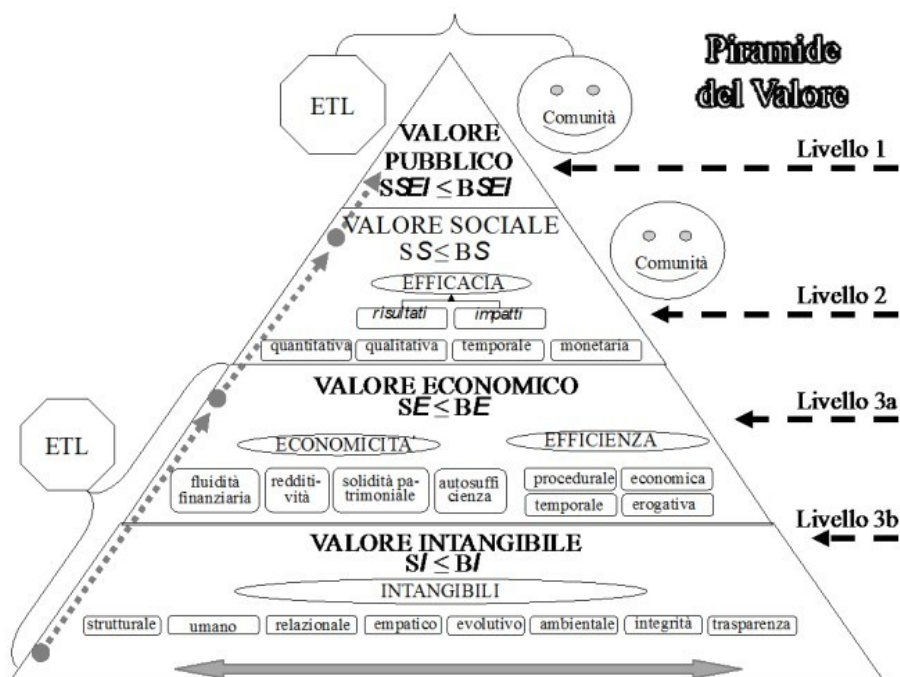 Piramide
del Valore
ETL
Comunità
VALORE
PUBBLICO
SSEI ≤ BSEI
Livello 1
VALORE SOCIALE
SS ≤ BS
Comunità
EFFICACIA
risultati impatti
Livello 2
quantitativa qualitativa temporale monetaria
VALORE ECONOMICO
SE ≤ BE
Livello 3a
ETL
ECONOMICITA' EFFICIENZA
fluidità
finanziaria
redditi-
vità
solidità pa-
trimoniale
autosuffi
cienza
procedurale economica
temporale erogativa
Livello 3b
VALORE INTANGIBILE
SI ≤ BI
INTANGIBILI
strutturale umano relazionale empatico evolutivo ambientale integrità trasparenza